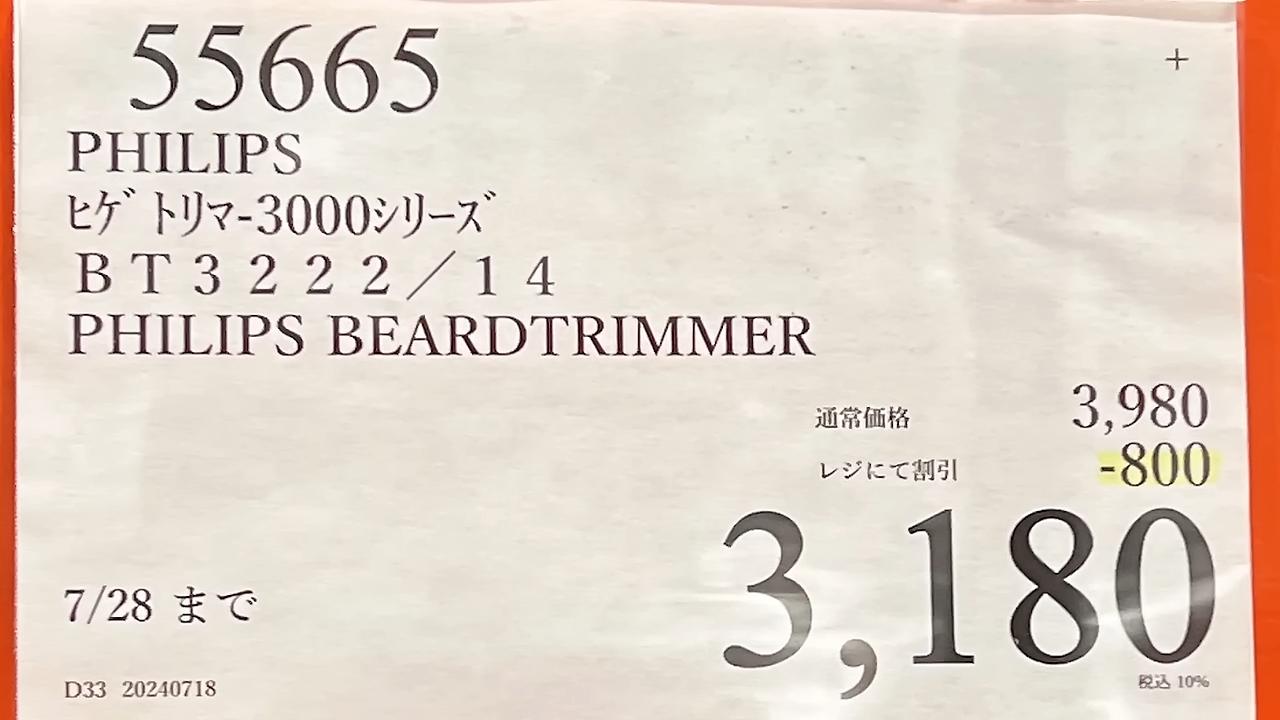 55665
+
PHILIPS
ﾋｹﾞﾄﾘﾏ-3000ｼﾘｰｽﾞ
ＢＴ３２２２／１４
PHILIPS BEARDTRIMMER
通常価格 3,980
レジにて割引 -800
3,180
7/28 まで
税込 10%
D33 20240718